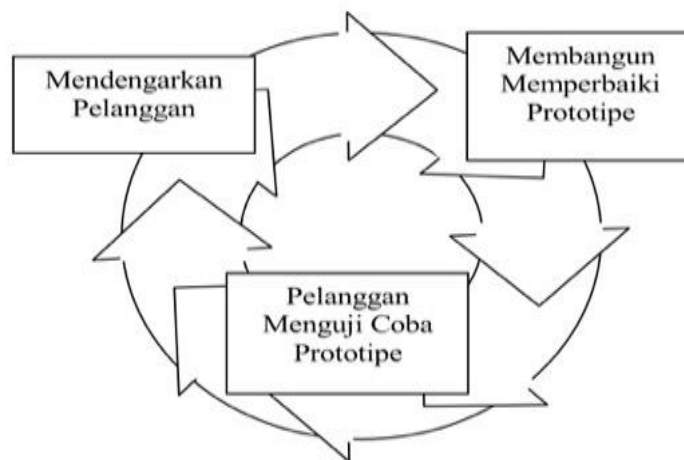 Mendengarkan
Pelanggan
Membangun
Memperbaiki
Prototipe
Pelanggan
Menguji Coba
Prototipe